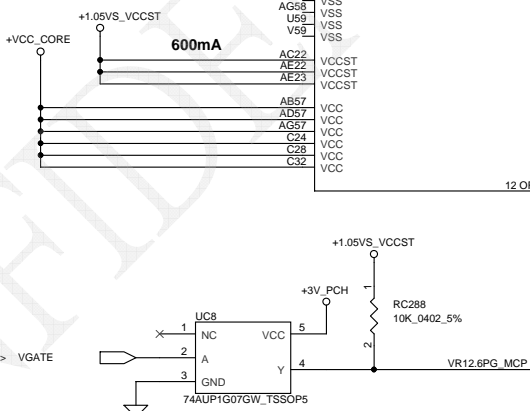 VSS
AG58 VSS
U59 VSS
V59 VSS
+1.05VS_VCCST
+VCC_CORE
600mA
AC22 VCCST
AE22 VCCST
AE23 VCCST
AB57 VCC
AD57 VCC
AG57 VCC
C24 VCC
C28 VCC
C32 VCC
12 OF
+1.05VS_VCCST
+3V_PCH
1
RC288
10K_0402_5%
2
UC8
1 NC
VCC 5
> VGATE
2 A
Y 4
VR12.6PG_MCP
3 GND
74AUP1G07GW_TSSOP5